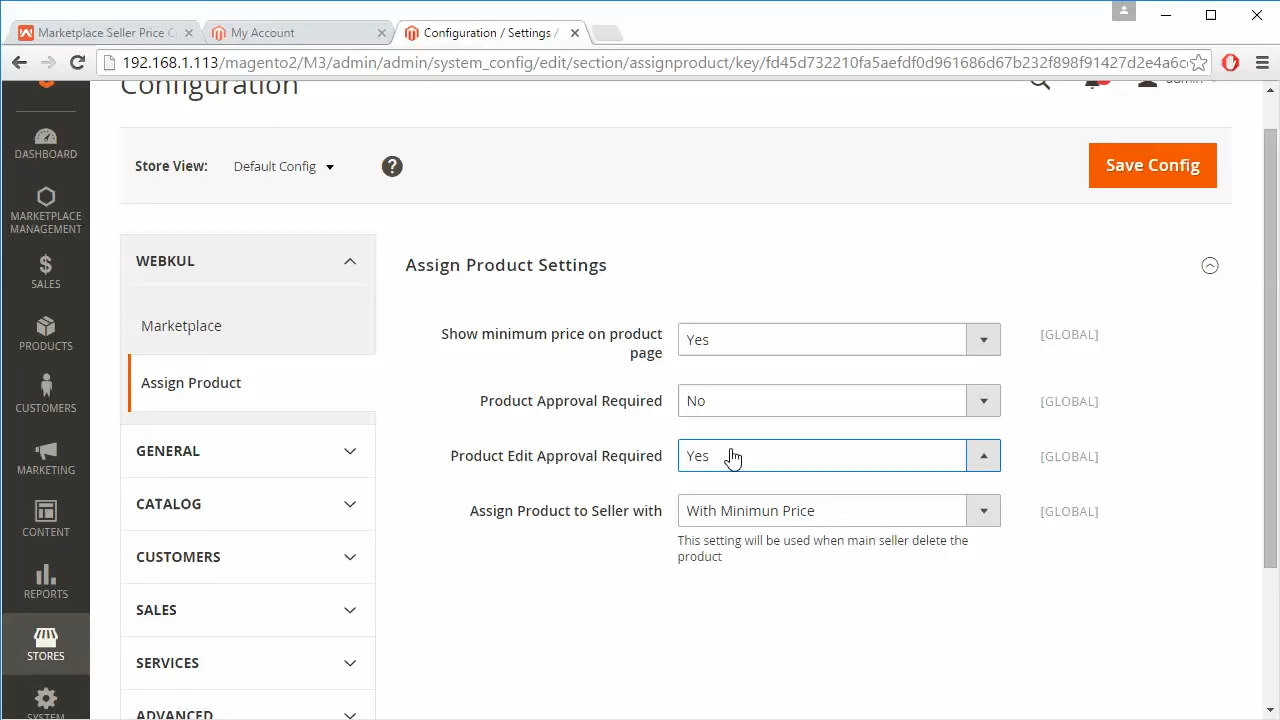 Marketplace Seller Price C
My Account
Configuration / Settings /
192.168.1.113/magento2/M3/admin/admin/system_config/edit/section/assignproduct/key/fd45d732210fa5aefdf0d961686d67b232f898f91427d2e4a6c
Configuration
admin
DASHBOARD
MARKETPLACE
MANAGEMENT
SALES
PRODUCTS
CUSTOMERS
MARKETING
CONTENT
REPORTS
STORES
SYSTEM
Store View: Default Config ?
Save Config
WEBKUL
Marketplace
Assign Product
GENERAL
CATALOG
CUSTOMERS
SALES
SERVICES
ADVANCED
Assign Product Settings
Show minimum price on product
page
Yes
[GLOBAL]
Product Approval Required
No
[GLOBAL]
Product Edit Approval Required
Yes
[GLOBAL]
Assign Product to Seller with
With Minimun Price
[GLOBAL]
This setting will be used when main seller delete the
product